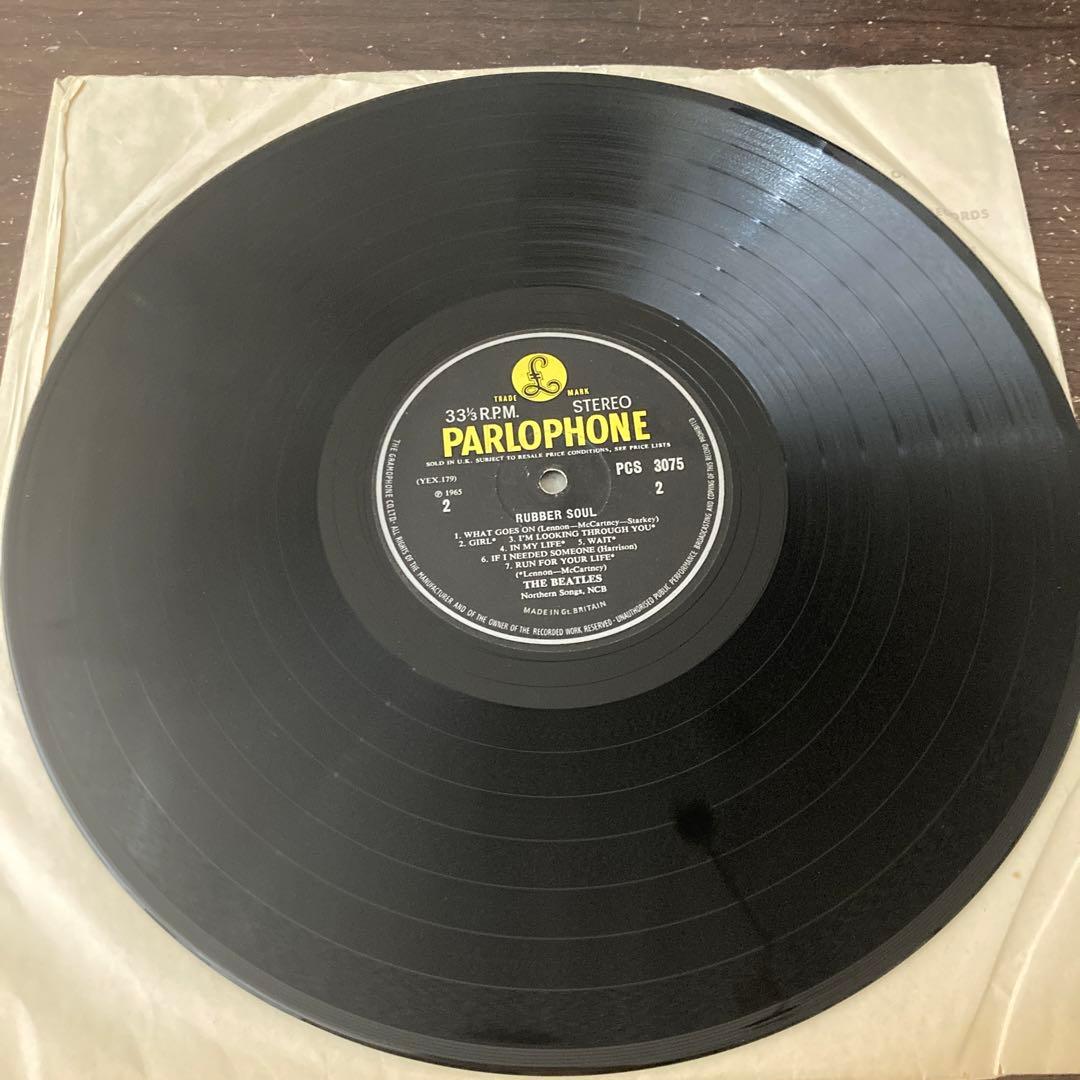 ECORDS
£
TRADE MARK
33⅓ R.P.M. STEREO
PARLOPHONE
SOLD IN U.K. SUBJECT TO RESALE PRICE CONDITIONS, SEE PRICE LISTS
(YEX.179) PCS 3075
℗ 1965
2 2
RUBBER SOUL
1. WHAT GOES ON (Lennon—McCartney—Starkey)
2. GIRL* 3. I'M LOOKING THROUGH YOU*
4. IN MY LIFE* 5. WAIT*
6. IF I NEEDED SOMEONE (Harrison)
7. RUN FOR YOUR LIFE*
(*Lennon—McCartney)
THE BEATLES
Northern Songs, NCB
MADE IN Gt. BRITAIN
THE GRAMOPHONE CO. LTD · ALL RIGHTS OF THE MANUFACTURER AND OF THE OWNER OF THE RECORDED WORK RESERVED · UNAUTHORISED PUBLIC PERFORMANCE BROADCASTING AND COPYING OF THIS RECORD PROHIBITED